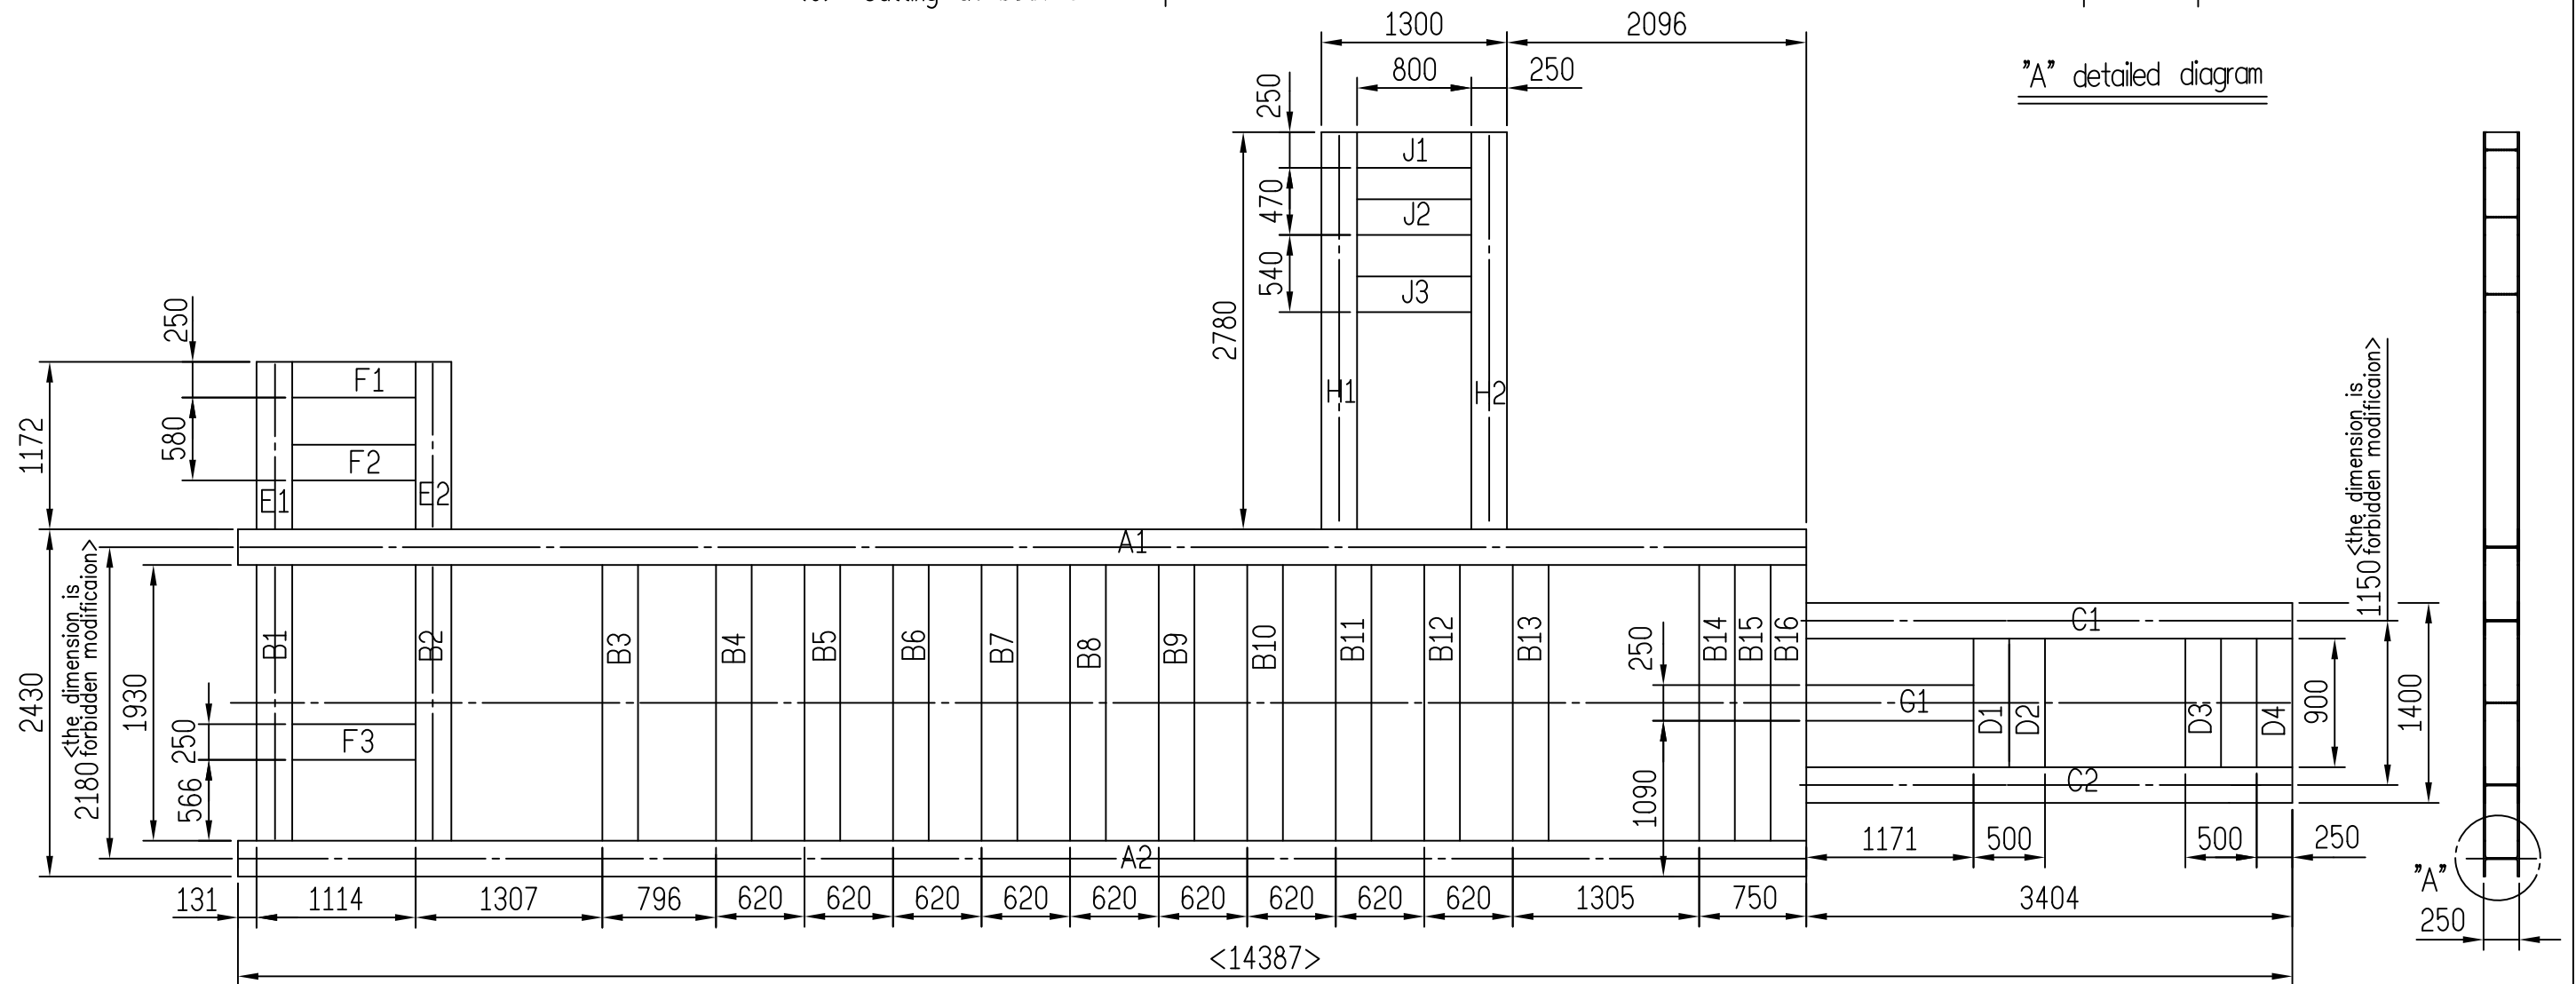 1300
2096
"A" detailed diagram
800
250
250
J1
470
J2
540
J3
2780
H1
H2
250
F1
580
F2
1172
E1
E2
<the dimension is
1150 forbidden modificaion>
A1
C1
B1
B2
B3
B4
B5
B6
B7
B8
B9
B10
B11
B12
B13
B14
B15
B16
2430
<the dimension is
2180 forbidden modificaion>
1930
250
566
F3
250
G1
1090
D1
D2
D3
D4
900
1400
C2
A2
1171
500
500
250
131
1114
1307
796
620
620
620
620
620
620
620
620
620
1305
750
3404
"A"
250
<14387>